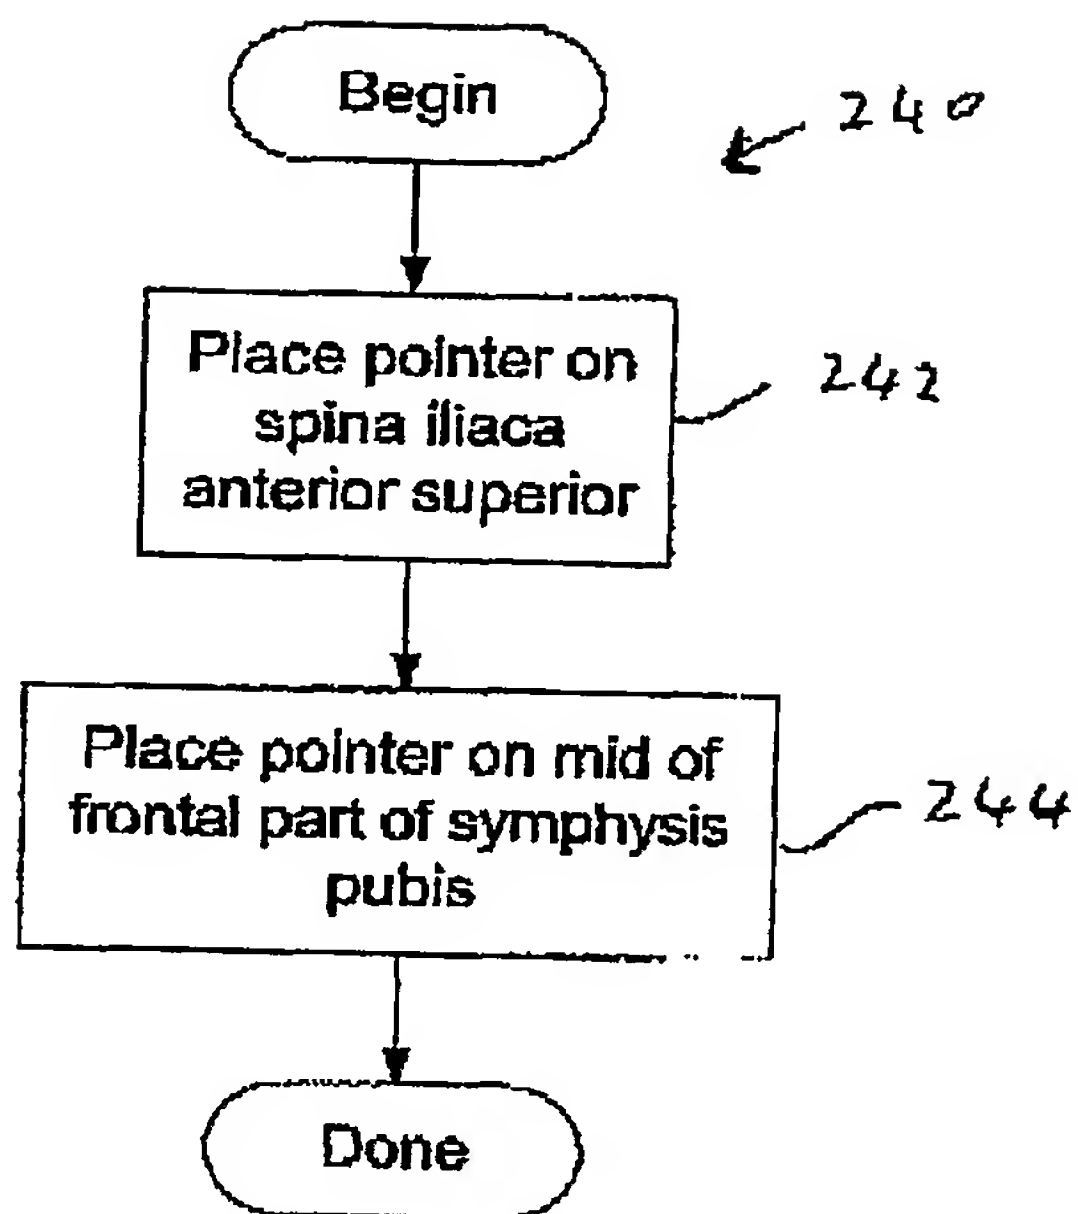 Begin
240
Place pointer on
spina iliaca
anterior superior
242
Place pointer on mid of
frontal part of symphysis
pubis
244
Done